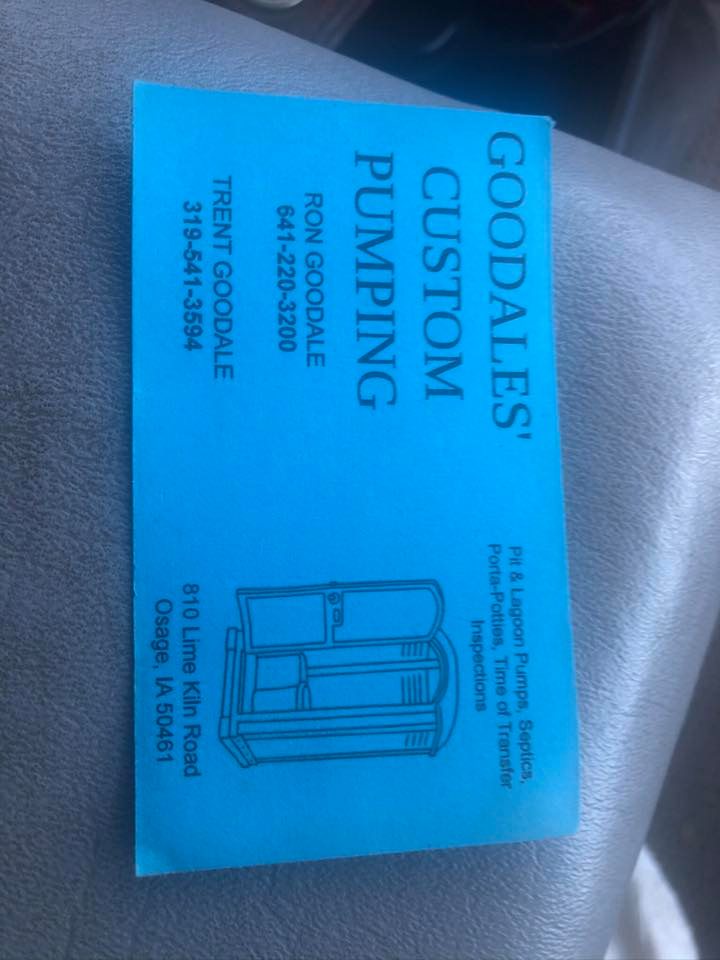 GOODALES'
CUSTOM
PUMPING
RON GOODALE
641-220-3200
TRENT GOODALE
319-541-3594
Pit & Lagoon Pumps, Septics,
Porta-Potties, Time of Transfer
Inspections
810 Lime Kiln Road
Osage, IA 50461